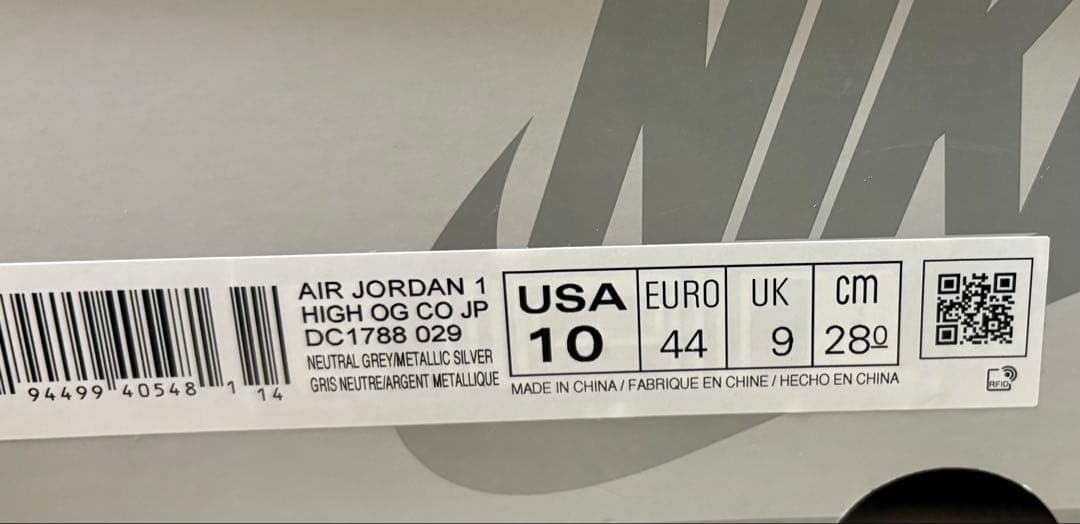 NIK
AIR JORDAN 1
HIGH OG CO JP
DC1788 029
NEUTRAL GREY/METALLIC SILVER
GRIS NEUTRE/ARGENT METALLIQUE
94499 40548 1 14
USA EURO UK cm
10 44 9 28º
MADE IN CHINA / FABRIQUE EN CHINE / HECHO EN CHINA
RFID